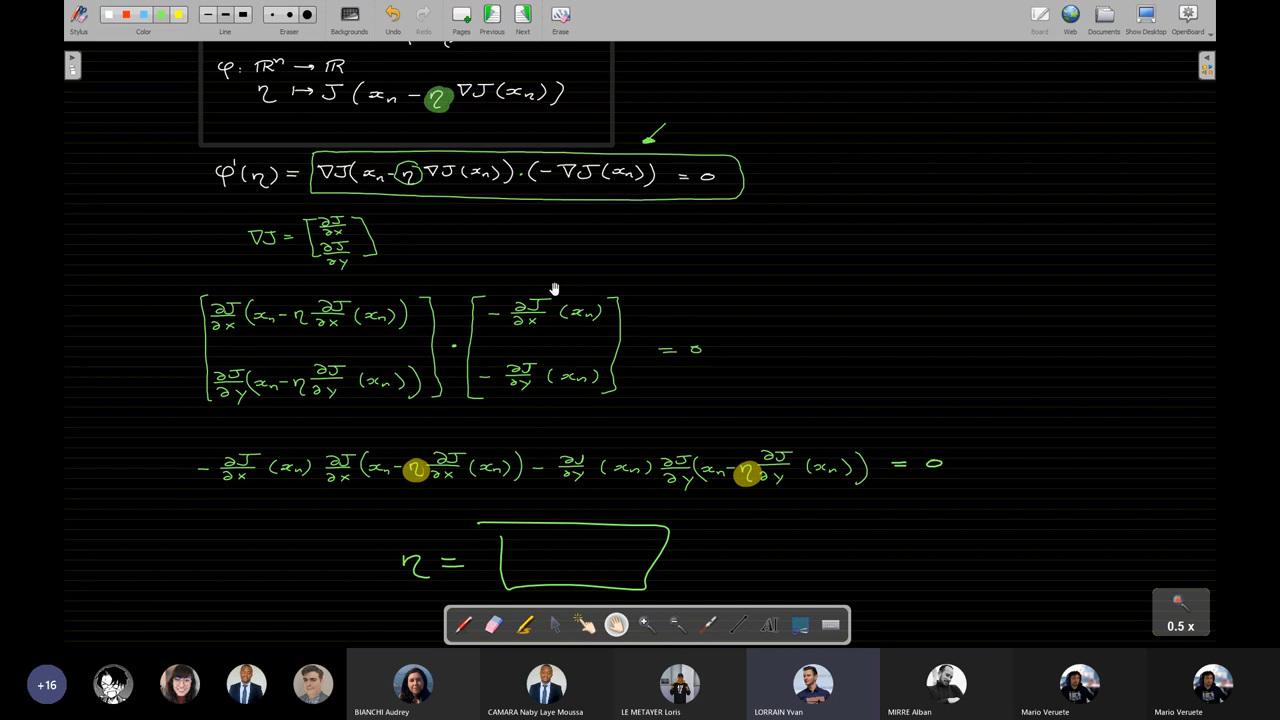 Stylus
Color
Line
Eraser
Backgrounds
Undo
Redo
Pages
Previous
Next
Erase
Board
Web
Documents
Show Desktop
OpenBoard
φ: ℝⁿ → ℝ
η ↦ J(xₙ − η ∇J(xₙ))
φ'(η) = ∇J(xₙ − η ∇J(xₙ)) · (−∇J(xₙ)) = 0
∇J = [∂J/∂x
∂J/∂y]
[∂J/∂x (xₙ − η ∂J/∂x (xₙ))] · [− ∂J/∂x (xₙ)] = 0
[∂J/∂y (xₙ − η ∂J/∂y (xₙ))] [− ∂J/∂y (xₙ)]
− ∂J/∂x (xₙ) ∂J/∂x (xₙ − η ∂J/∂x (xₙ)) − ∂J/∂y (xₙ) ∂J/∂y (xₙ − η ∂J/∂y (xₙ)) = 0
η =
0.5 x
+16
BIANCHI Audrey
CAMARA Naby Laye Moussa
LE METAYER Loris
LORRAIN Yvan
MIRRE Alban
Mario Veruete
Mario Veruete